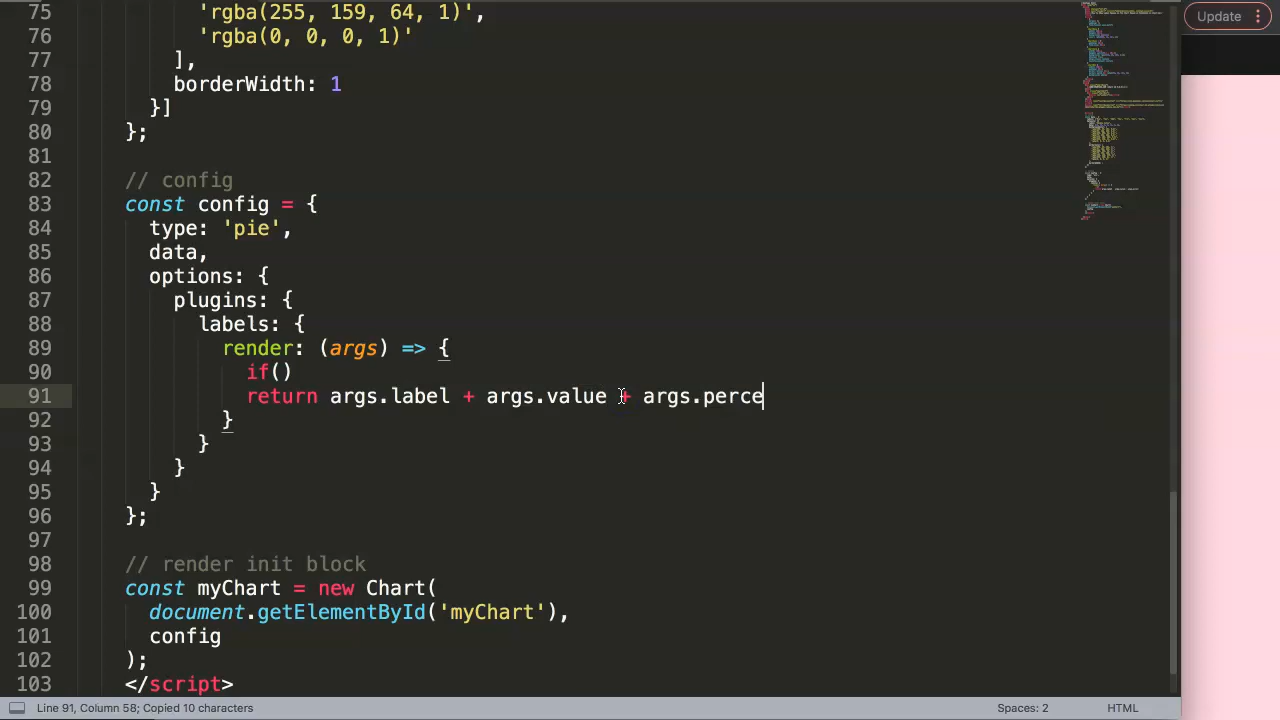 Update
75 'rgba(255, 159, 64, 1)',
76 'rgba(0, 0, 0, 1)'
77 ],
78 borderWidth: 1
79 }]
80 };
81
82 // config
83 const config = {
84 type: 'pie',
85 data,
86 options: {
87 plugins: {
88 labels: {
89 render: (args) => {
90 if()
91 return args.label + args.value + args.perce
92 }
93 }
94 }
95 }
96 };
97
98 // render init block
99 const myChart = new Chart(
100 document.getElementById('myChart'),
101 config
102 );
103 </script>
Line 91, Column 58; Copied 10 characters Spaces: 2 HTML